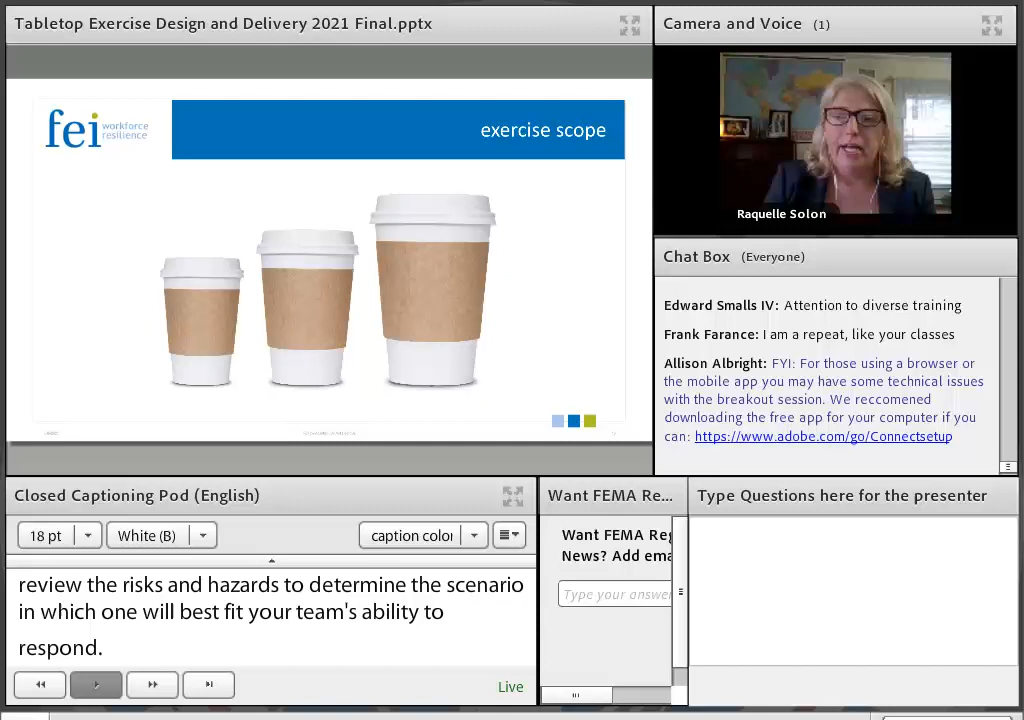 Tabletop Exercise Design and Delivery 2021 Final.pptx
fei workforce
resilience
exercise scope
Camera and Voice (1)
Raquelle Solon
Chat Box (Everyone)
Edward Smalls IV: Attention to diverse training
Frank Farance: I am a repeat, like your classes
Allison Albright: FYI: For those using a browser or
the mobile app you may have some technical issues
with the breakout session. We reccomened
downloading the free app for your computer if you
can: https://www.adobe.com/go/Connectsetup
Closed Captioning Pod (English)
18 pt
White (B)
caption color
review the risks and hazards to determine the scenario
in which one will best fit your team's ability to
respond.
Live
Want FEMA Re...
Want FEMA Reg
News? Add ema
Type your answer
Type Questions here for the presenter